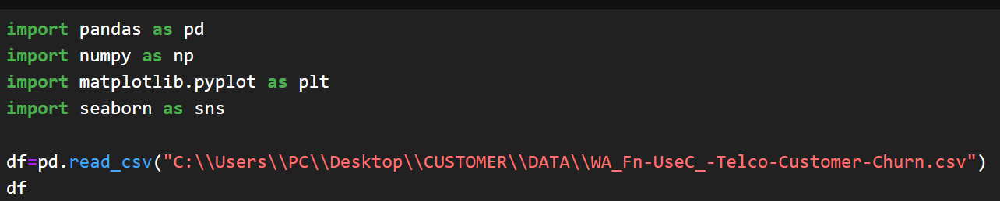 import pandas as pd
import numpy as np
import matplotlib.pyplot as plt
import seaborn as sns
df=pd.read_csv("C:\\Users\\PC\\Desktop\\CUSTOMER\\DATA\\WA_Fn-UseC_-Telco-Customer-Churn.csv")
df